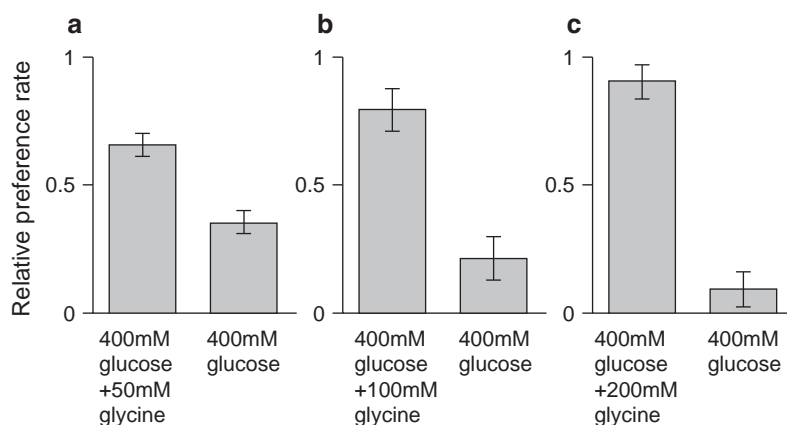 a
b
c
Relative preference rate
1
0.5
0
400mM
glucose
+50mM
glycine
400mM
glucose
1
0.5
0
400mM
glucose
+100mM
glycine
400mM
glucose
1
0.5
0
400mM
glucose
+200mM
glycine
400mM
glucose